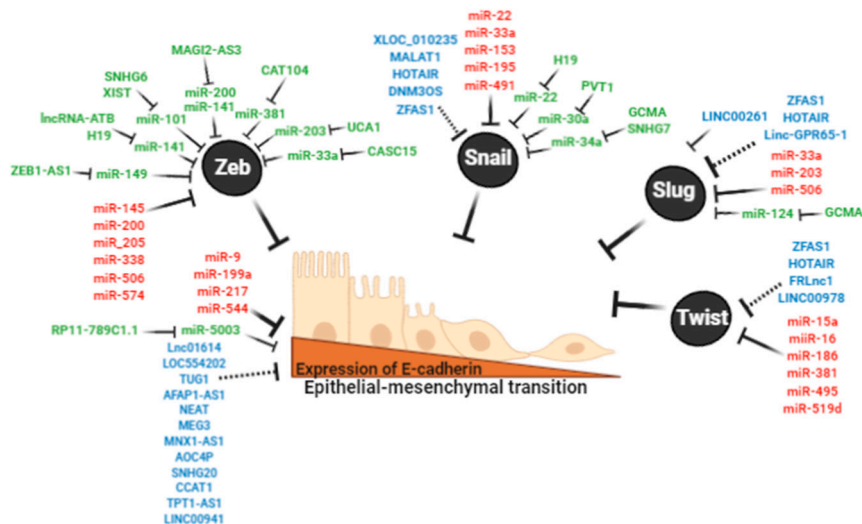 MAGI2-AS3
SNHG6
XIST
miR-200
miR-141
CAT104
miR-381
lncRNA-ATB
H19
miR-101
miR-141
miR-203
UCA1
miR-33a
CASC15
ZEB1-AS1
miR-149
Zeb
miR-145
miR-200
miR_205
miR-338
miR-506
miR-574
XLOC_010235
MALAT1
HOTAIR
DNM3OS
ZFAS1
miR-22
miR-33a
miR-153
miR-195
miR-491
H19
miR-22
PVT1
miR-30a
GCMA
SNHG7
miR-34a
Snail
LINC00261
ZFAS1
HOTAIR
Linc-GPR65-1
miR-33a
miR-203
miR-506
miR-124
GCMA
Slug
ZFAS1
HOTAIR
FRLnc1
LINC00978
Twist
miR-15a
miiR-16
miR-186
miR-381
miR-495
miR-519d
miR-9
miR-199a
miR-217
miR-544
RP11-789C1.1
miR-5003
Lnc01614
LOC554202
TUG1
AFAP1-AS1
NEAT
MEG3
MNX1-AS1
AOC4P
SNHG20
CCAT1
TPT1-AS1
LINC00941
Expression of E-cadherin
Epithelial-mesenchymal transition